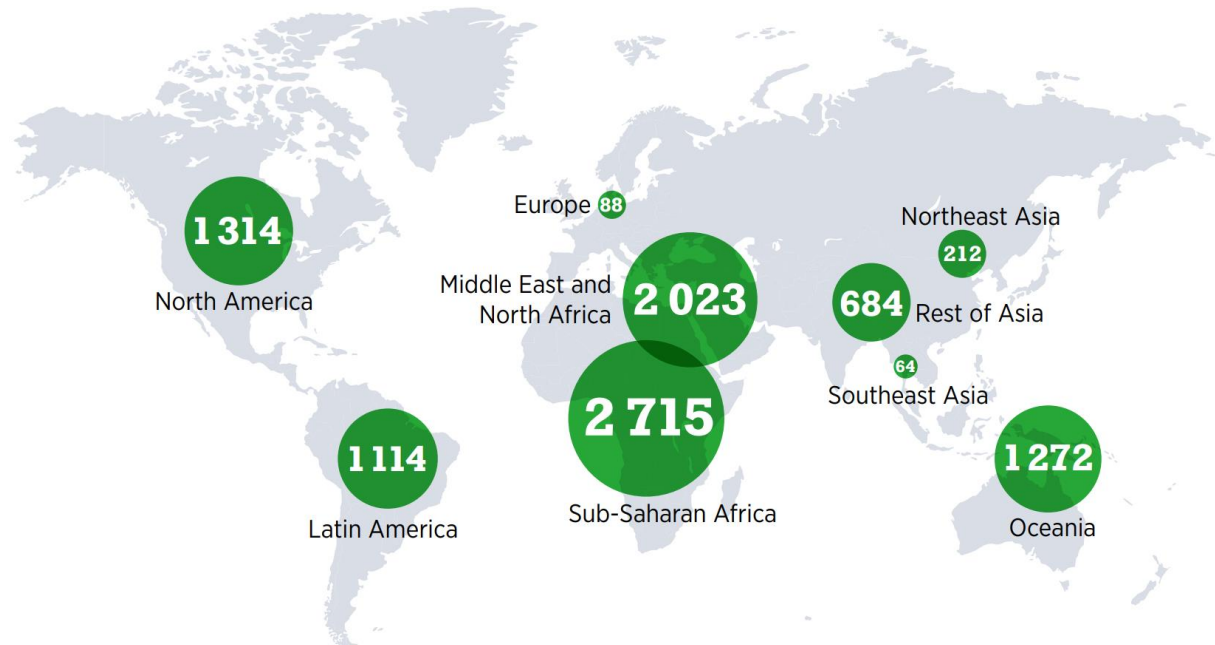 1 314
North America
Europe
88
Northeast Asia
212
Middle East and
North Africa
2 023
684
Rest of Asia
64
Southeast Asia
2 715
Sub-Saharan Africa
1 114
Latin America
1 272
Oceania